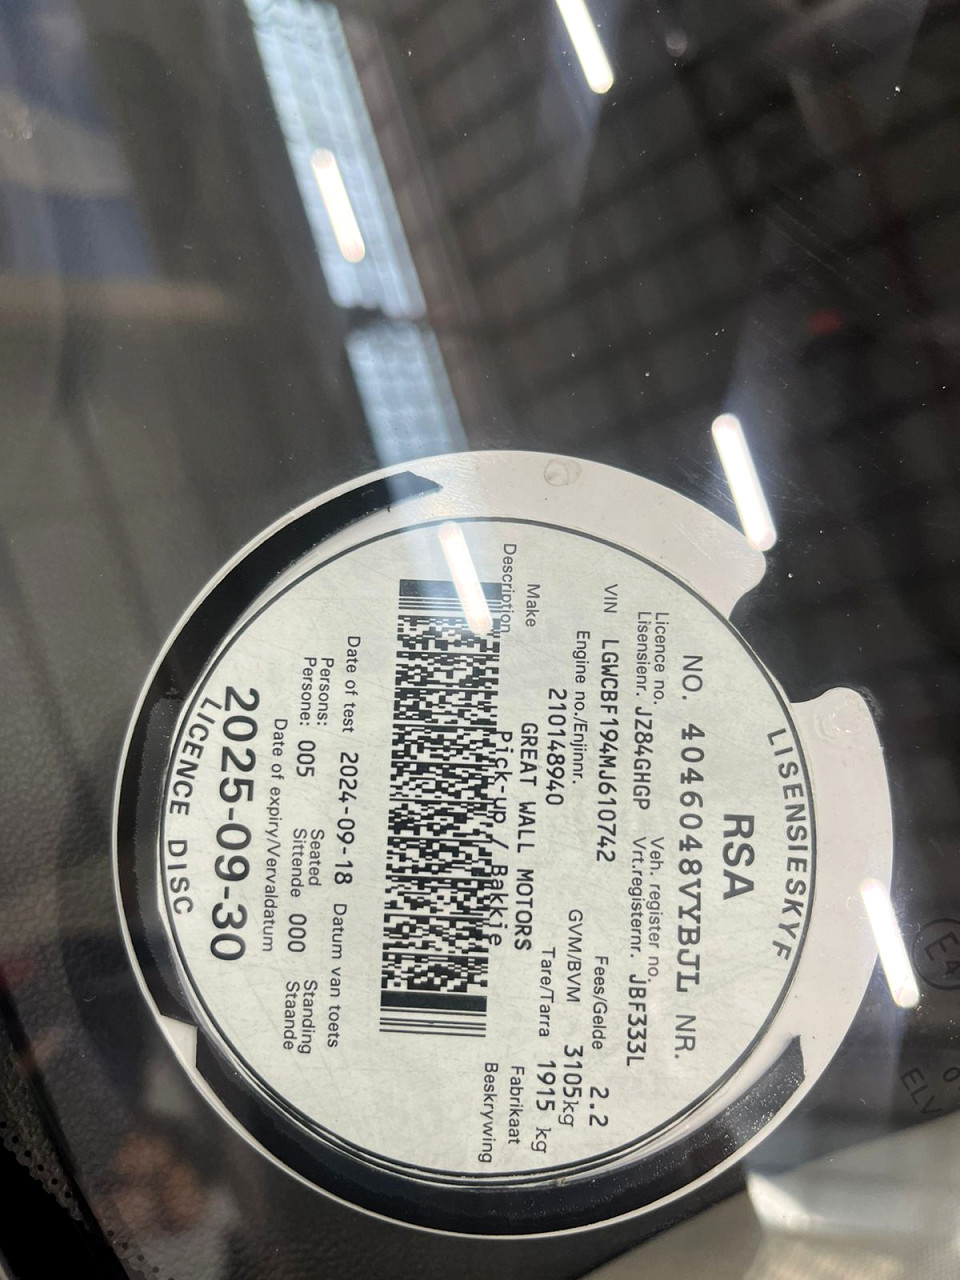 LISENSIESKYF
RSA
NO. 4046048VYBJL NR.
Licence no. Veh. register no.
Lisensienr. JZ84GHGP Vrt.registernr. JBF333L
VIN LGWCBF194MJ610742 Fees/Gelde 2.2
Engine no./Enjinnr. GVM/BVM 3105kg
210148940 Tare/Tarra 1915 kg
Make GREAT WALL MOTORS Fabrikaat
Description Pick-up / Bakkie Beskrywing
Date of test 2024-09-18 Datum van toets
Persons: Seated Standing
Persone: 005 Sittende 000 Staande
Date of expiry/Vervaldatum
2025-09-30
LICENCE DISC
E4
ELV